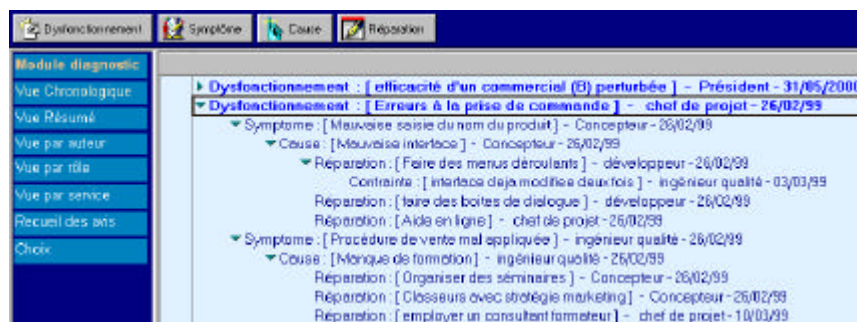 Dysfonctionnement Symptôme Cause Réparation
Module diagnostic
Vue Chronologique
Vue Résumé
Vue par auteur
Vue par rôle
Vue par service
Recueil des avis
Choix
Dysfonctionnement : [ efficacité d'un commercial (B) perturbée ] - Président - 31/05/2000
Dysfonctionnement : [ Erreurs à la prise de commande ] - chef de projet - 26/02/99
Symptome : [ Mauvaise saisie du nom du produit ] - Concepteur - 26/02/99
Cause : [ Mauvaise interface ] - Concepteur - 26/02/99
Réparation : [ Faire des menus déroulants ] - développeur - 26/02/99
Contrainte : [ interface deja modifiee deux fois ] - ingénieur qualité - 03/03/99
Réparation : [ faire des boites de dialogue ] - développeur - 26/02/99
Réparation : [ Aide en ligne ] - chef de projet - 26/02/99
Symptome : [ Procédure de vente mal appliquée ] - ingénieur qualité - 26/02/99
Cause : [ Manque de formation ] - ingénieur qualité - 26/02/99
Réparation : [ Organiser des séminaires ] - Concepteur - 26/02/99
Réparation : [ Classeurs avec stratégie marketing ] - Concepteur - 26/02/99
Réparation : [ employer un consultant formateur ] - chef de projet - 10/03/99